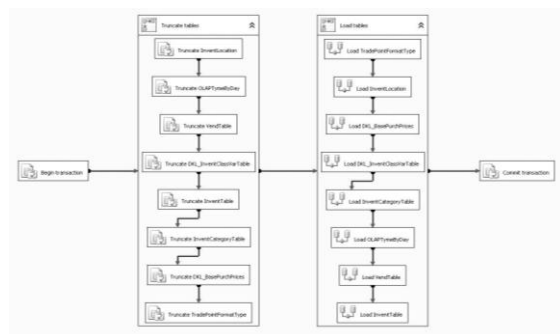 Truncate tables
Truncate InventLocation
Truncate OLAPTymeByDay
Truncate VendTable
Truncate DKL_InventClassVarTable
Truncate InventTable
Truncate InventCategoryTable
Truncate DKL_BasePurchPrices
Truncate TradePointFormatType
Begin transaction
Load tables
Load TradePointFormatType
Load InventLocation
Load DKL_BasePurchPrices
Load DKL_InventClassVarTable
Load InventCategoryTable
Load OLAPTymeByDay
Load VendTable
Load InventTable
Commit transaction